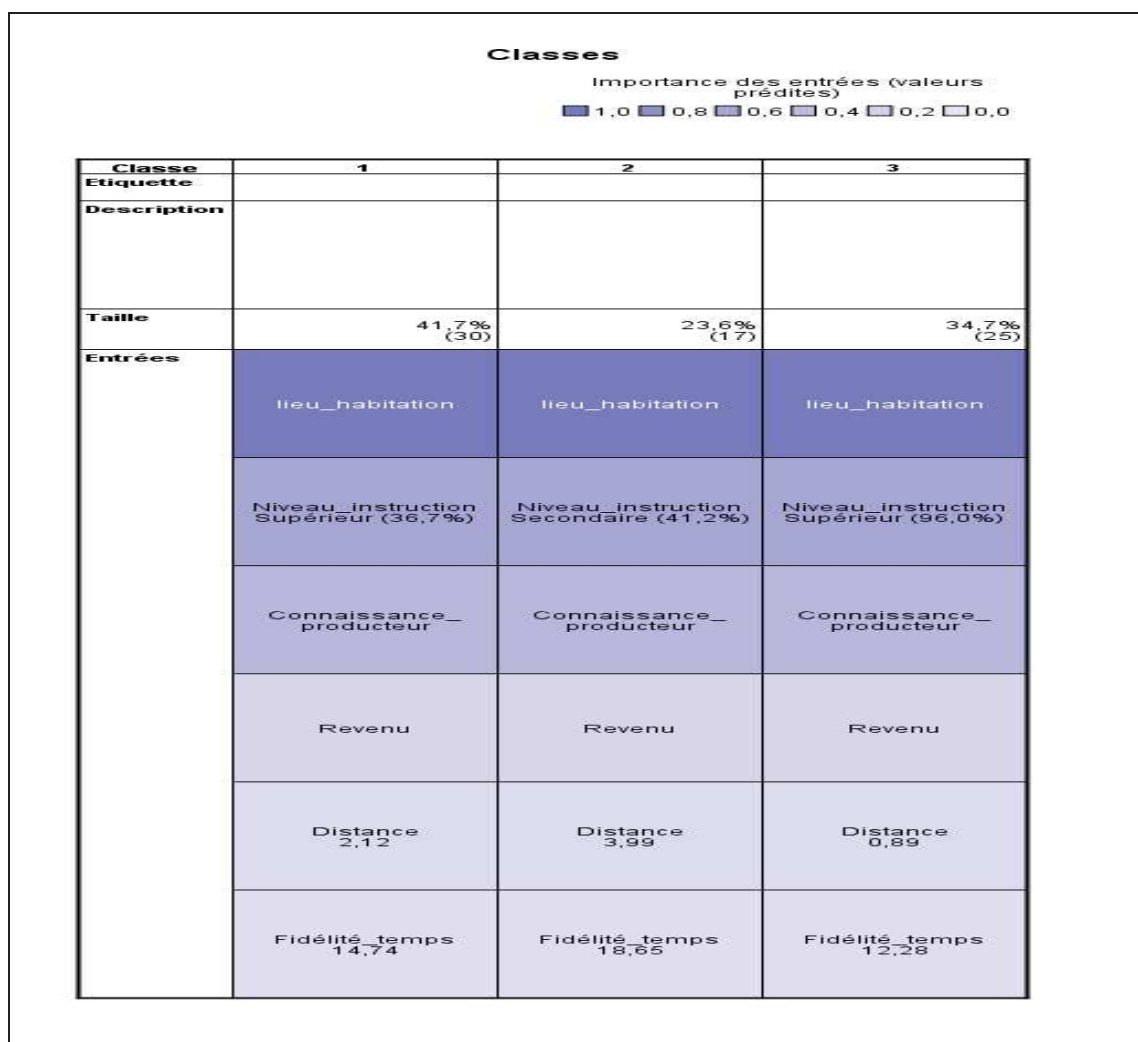 Classes
Importance des entrées (valeurs
prédites)
1,0 0,8 0,6 0,4 0,2 0,0
Classe 1 2 3
Etiquette
Description
Taille 41,7% 23,6% 34,7%
(30) (17) (25)
Entrées
lieu_habitation lieu_habitation lieu_habitation
Niveau_instruction Niveau_instruction Niveau_instruction
Supérieur (36,7%) Secondaire (41,2%) Supérieur (96,0%)
Connaissance_ Connaissance_ Connaissance_
producteur producteur producteur
Revenu Revenu Revenu
Distance Distance Distance
2,12 3,99 0,89
Fidélité_temps Fidélité_temps Fidélité_temps
14,74 18,65 12,28